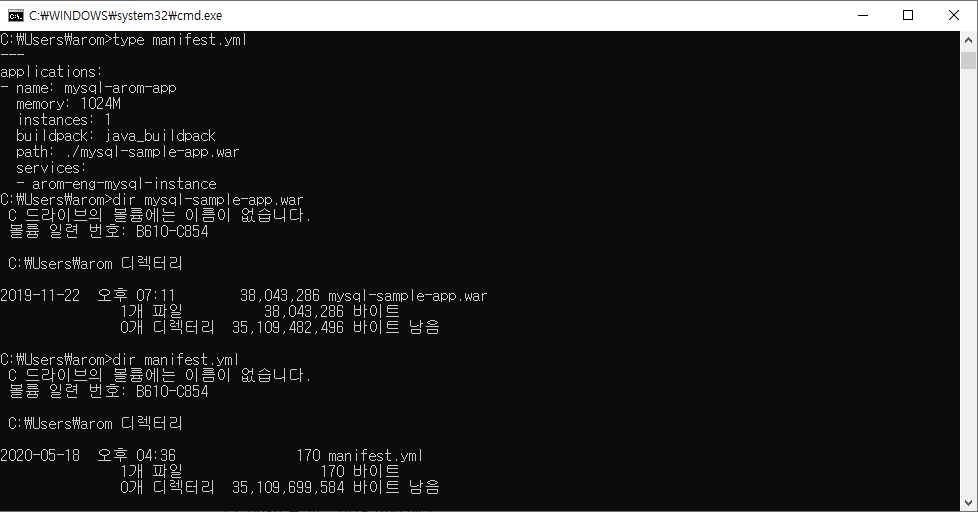 C:₩WINDOWS₩system32₩cmd.exe
C:₩Users₩arom>type manifest.yml
---
applications:
- name: mysql-arom-app
  memory: 1024M
  instances: 1
  buildpack: java_buildpack
  path: ./mysql-sample-app.war
  services:
  - arom-eng-mysql-instance
C:₩Users₩arom>dir mysql-sample-app.war
 C 드라이브의 볼륨에는 이름이 없습니다.
 볼륨 일련 번호: B610-C854
 C:₩Users₩arom 디렉터리
2019-11-22  오후 07:11        38,043,286 mysql-sample-app.war
               1개 파일          38,043,286 바이트
               0개 디렉터리  35,109,482,496 바이트 남음
C:₩Users₩arom>dir manifest.yml
 C 드라이브의 볼륨에는 이름이 없습니다.
 볼륨 일련 번호: B610-C854
 C:₩Users₩arom 디렉터리
2020-05-18  오후 04:36               170 manifest.yml
               1개 파일                 170 바이트
               0개 디렉터리  35,109,699,584 바이트 남음